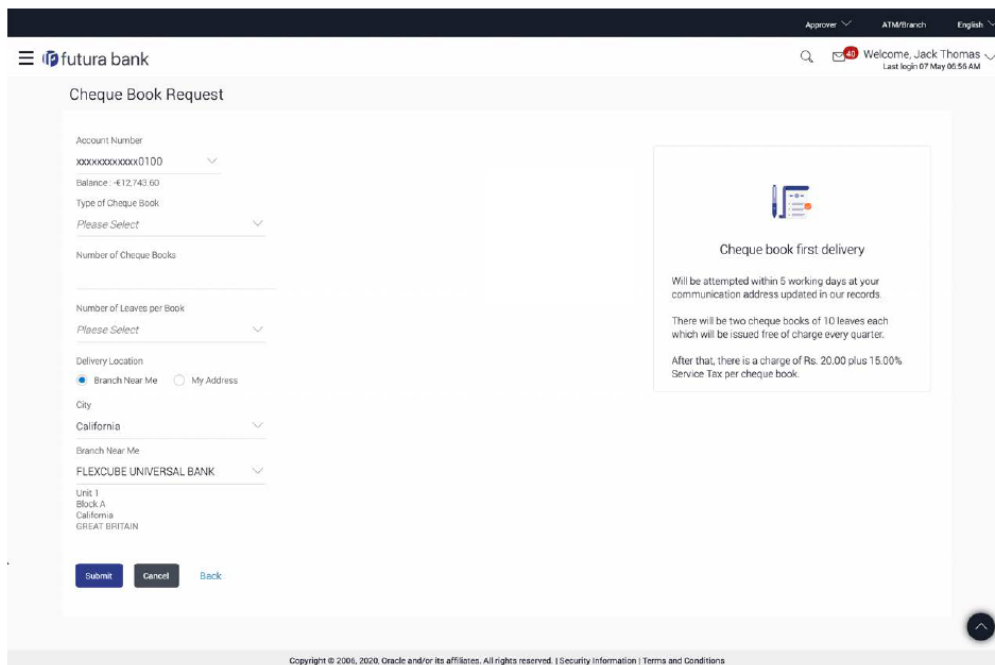 Approver ATM/Branch English
futura bank
40
Welcome, Jack Thomas
Last login 07 May 06:56 AM
Cheque Book Request
Account Number
xxxxxxxxxxxx0100
Balance : -€12,743.60
Type of Cheque Book
Please Select
Number of Cheque Books
Number of Leaves per Book
Please Select
Delivery Location
Branch Near Me My Address
City
California
Branch Near Me
FLEXCUBE UNIVERSAL BANK
Unit 1
Block A
California
GREAT BRITAIN
Submit Cancel Back
Cheque book first delivery
Will be attempted within 5 working days at your
communication address updated in our records.
There will be two cheque books of 10 leaves each
which will be issued free of charge every quarter.
After that, there is a charge of Rs. 20.00 plus 15.00%
Service Tax per cheque book.
Copyright © 2006, 2020, Oracle and/or its affiliates. All rights reserved. | Security Information | Terms and Conditions